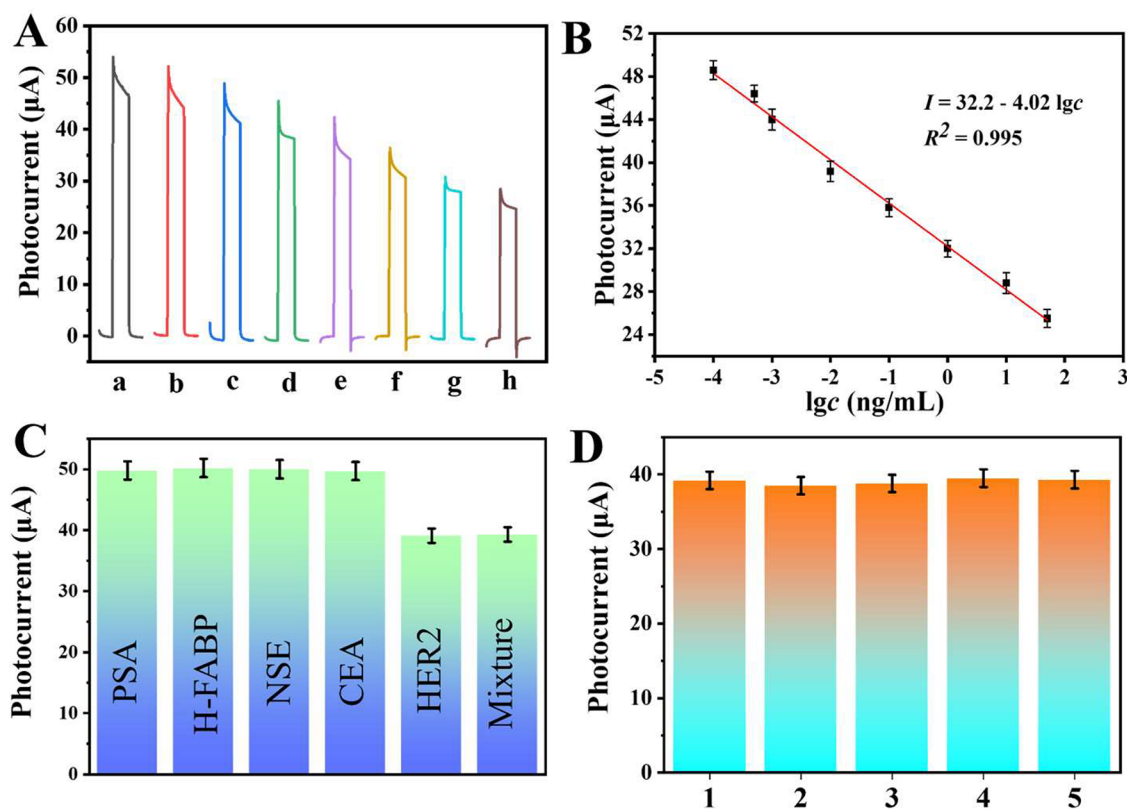 A
Photocurrent (μA)
60
50
40
30
20
10
0
a b c d e f g h
B
Photocurrent (μA)
52
48
44
40
36
32
28
24
I = 32.2 - 4.02 lgc
R² = 0.995
-5 -4 -3 -2 -1 0 1 2 3
lgc (ng/mL)
C
Photocurrent (μA)
50
40
30
20
10
0
PSA
H-FABP
NSE
CEA
HER2
Mixture
D
Photocurrent (μA)
40
30
20
10
0
1 2 3 4 5